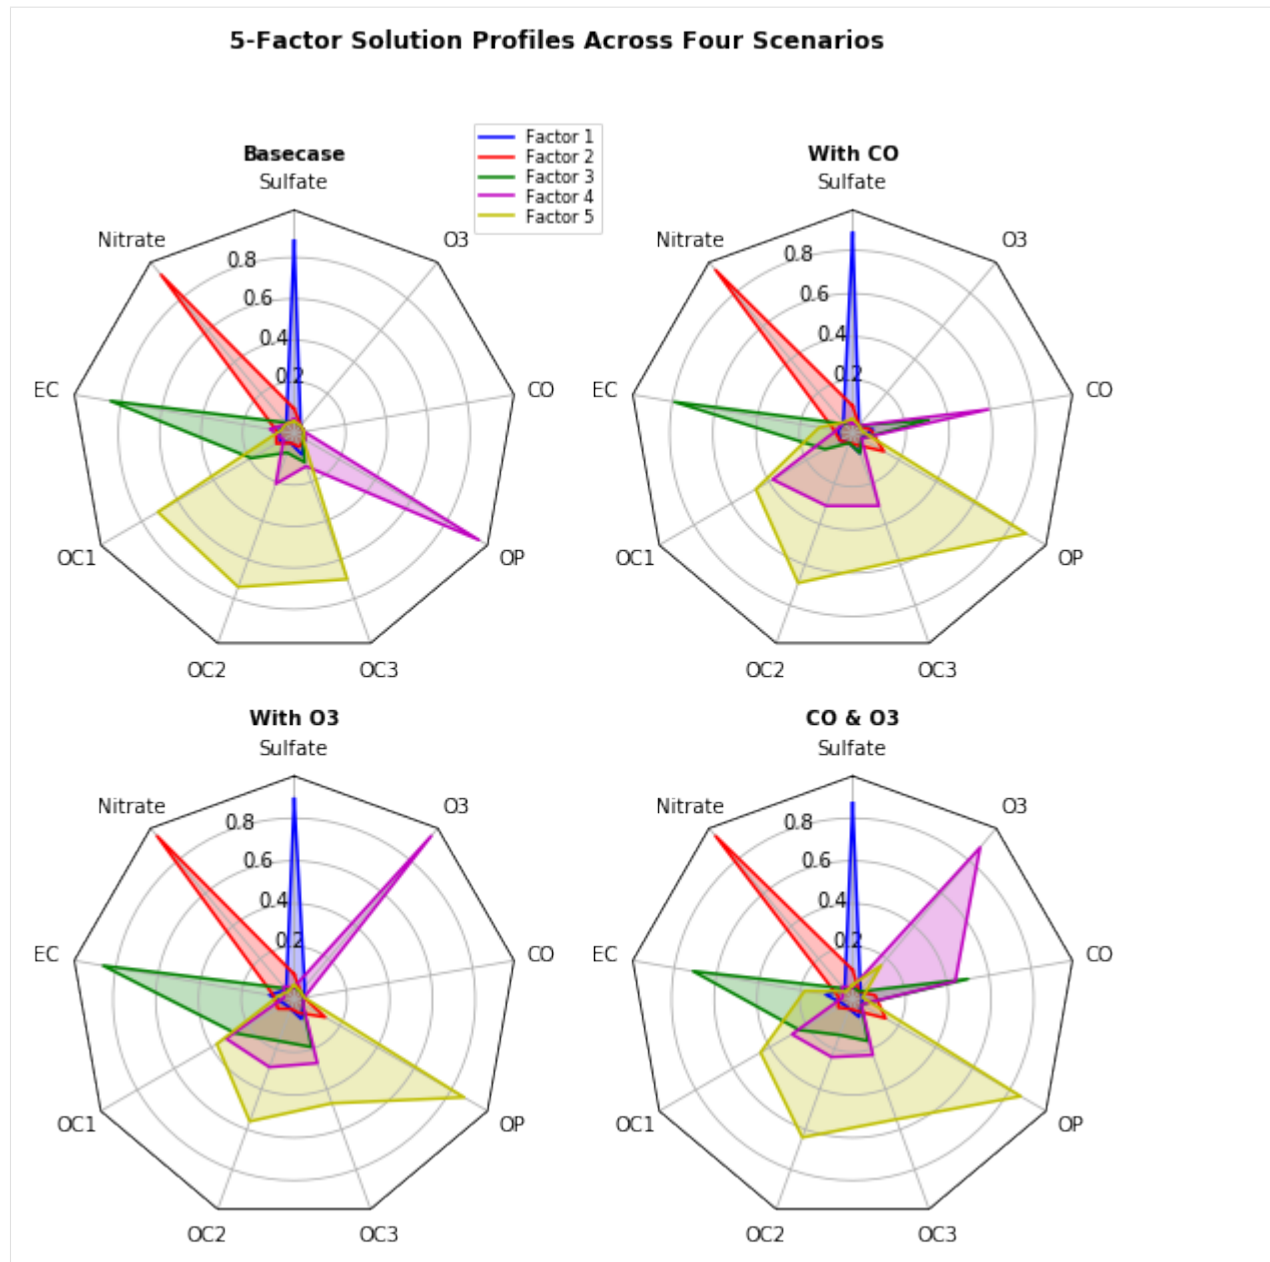 5-Factor Solution Profiles Across Four Scenarios
Factor 1
Factor 2
Factor 3
Factor 4
Factor 5
Basecase
Sulfate
Nitrate
O3
0.8
0.6
0.4
0.2
EC
CO
OC1
OP
OC2
OC3
With CO
Sulfate
Nitrate
O3
0.8
0.6
0.4
0.2
EC
CO
OC1
OP
OC2
OC3
With O3
Sulfate
Nitrate
O3
0.8
0.6
0.4
0.2
EC
CO
OC1
OP
OC2
OC3
CO & O3
Sulfate
Nitrate
O3
0.8
0.6
0.4
0.2
EC
CO
OC1
OP
OC2
OC3